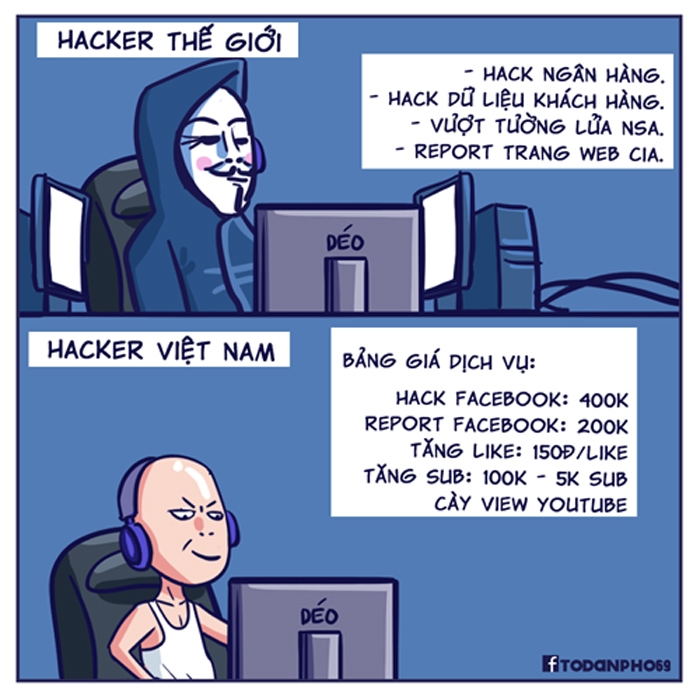 HACKER THẾ GIỚI
- HACK NGÂN HÀNG.
- HACK DỮ LIỆU KHÁCH HÀNG.
- VƯỢT TƯỜNG LỬA NSA.
- REPORT TRANG WEB CIA.
DÉO
HACKER VIỆT NAM
BẢNG GIÁ DỊCH VỤ:
HACK FACEBOOK: 400K
REPORT FACEBOOK: 200K
TĂNG LIKE: 150Đ/LIKE
TĂNG SUB: 100K - 5K SUB
CÀY VIEW YOUTUBE
DÉO
f TODANPHO69